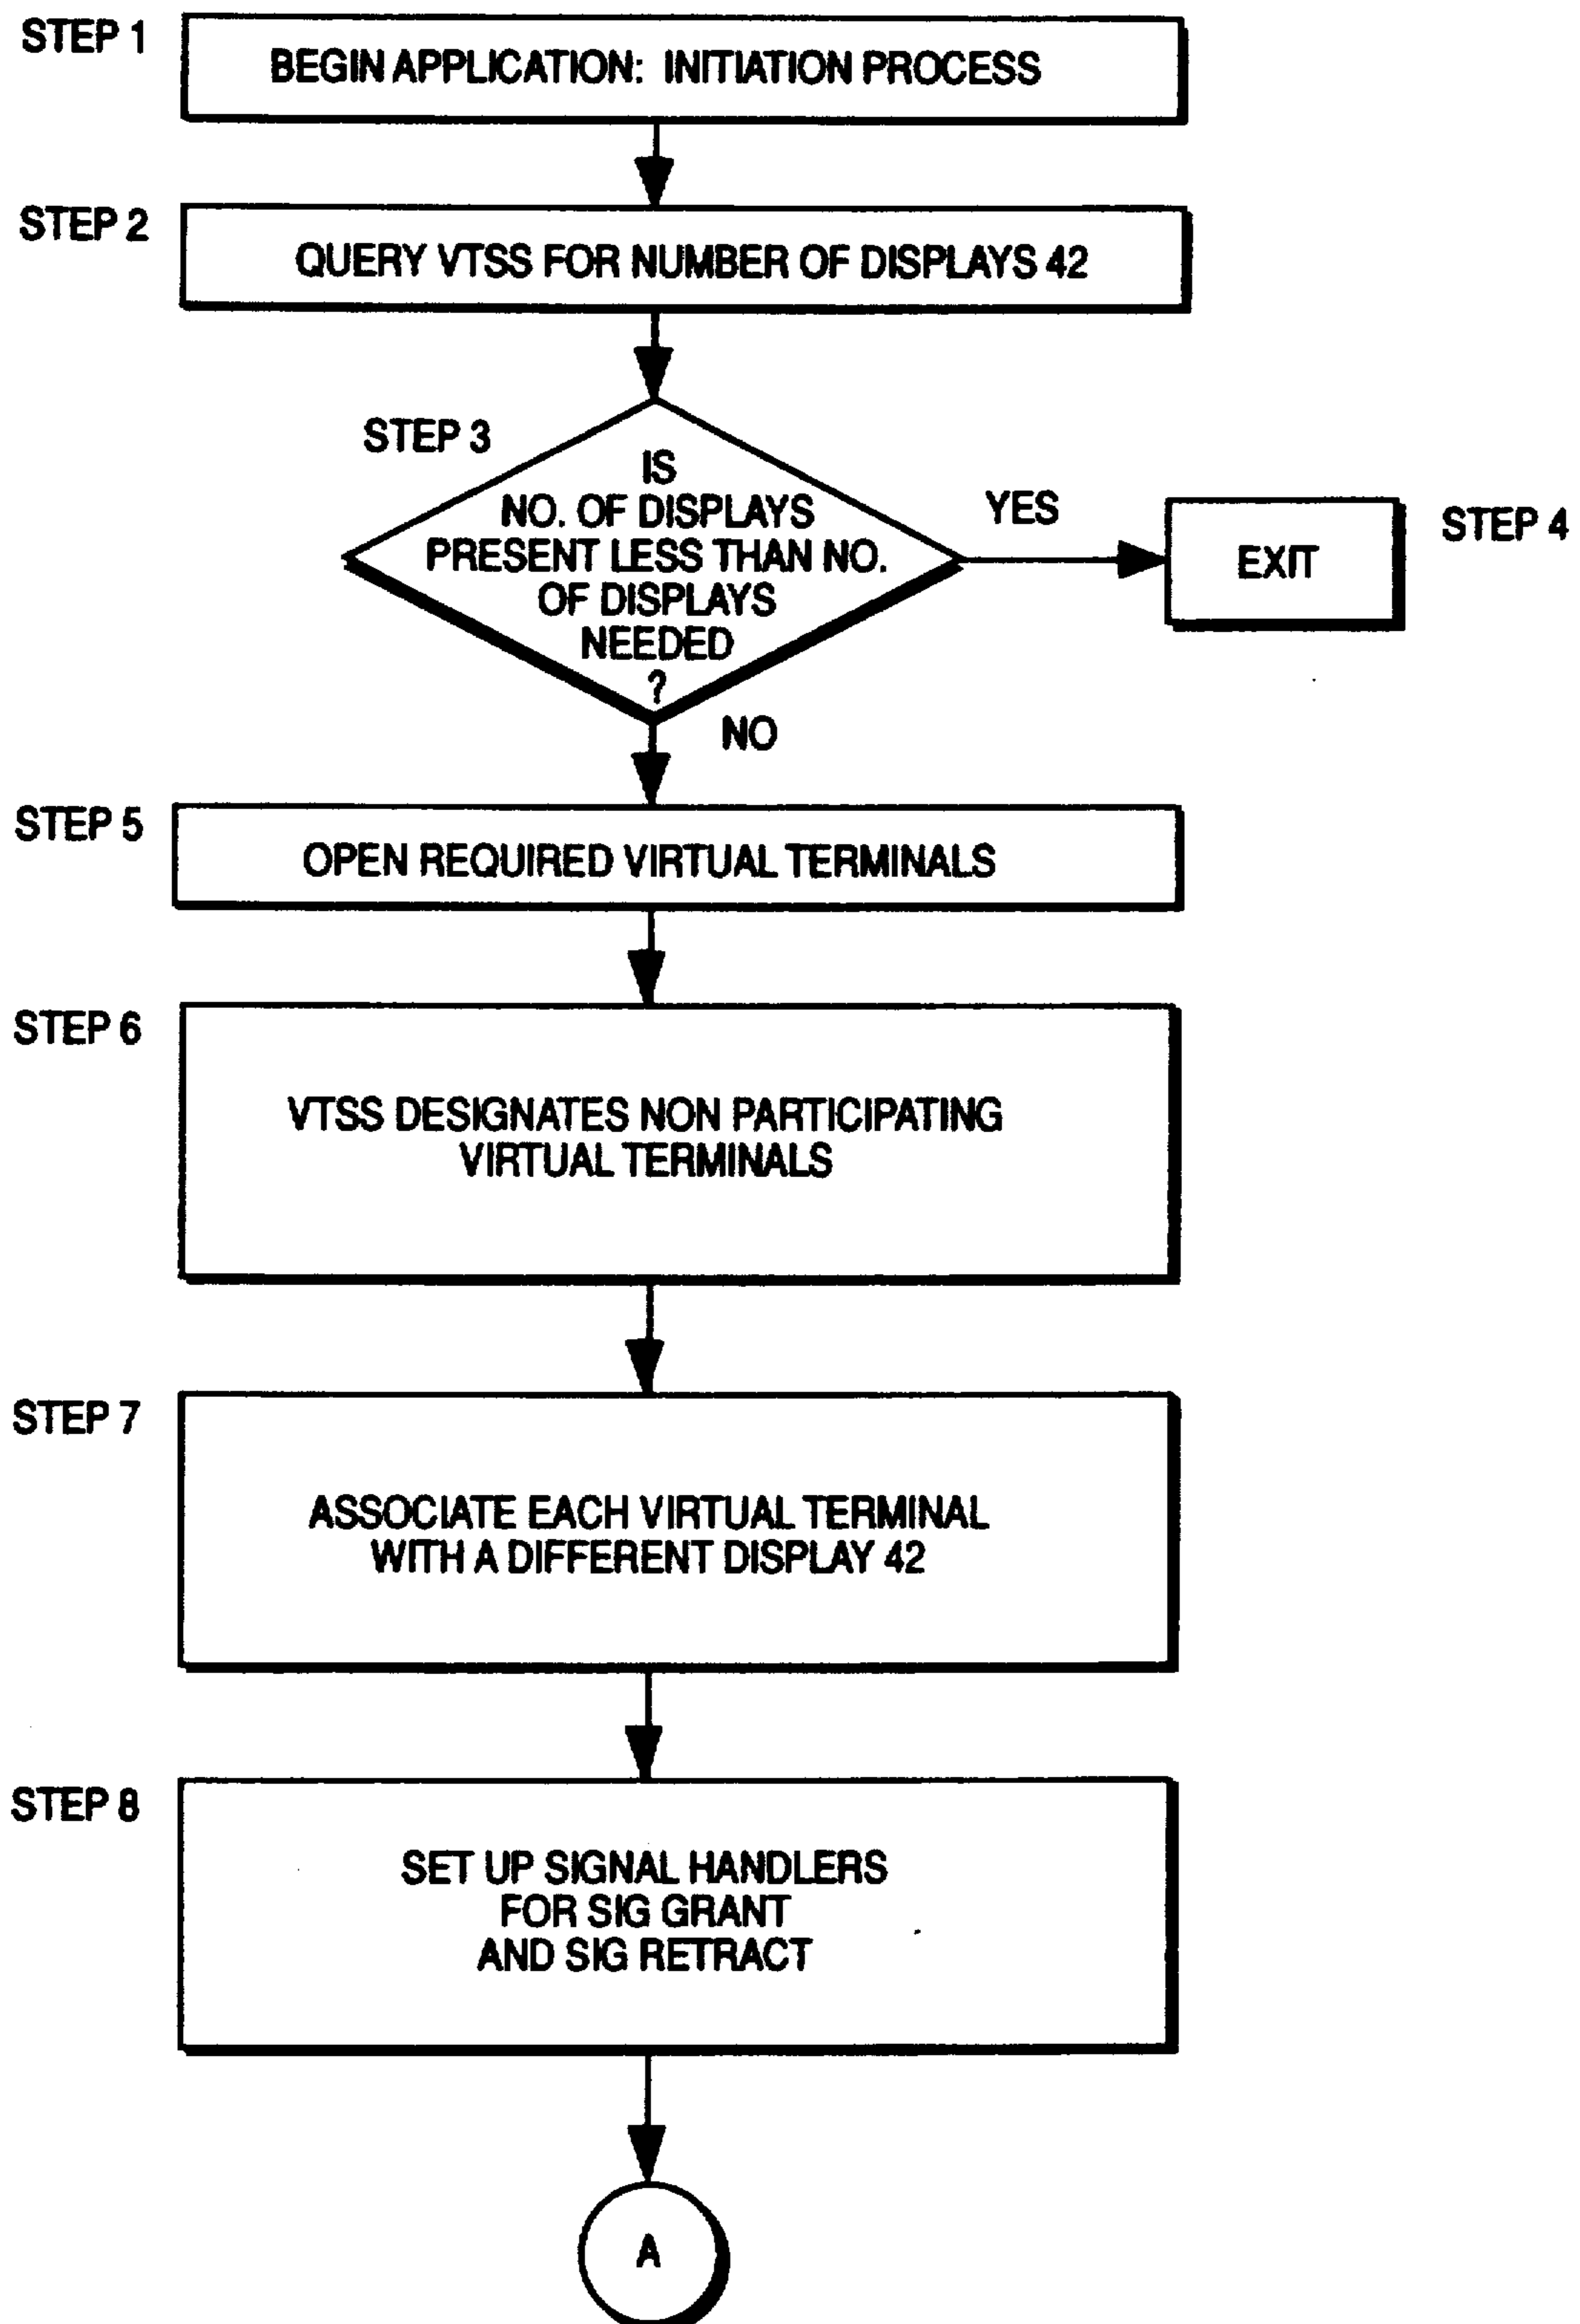 STEP 1
BEGIN APPLICATION: INITIATION PROCESS
STEP 2
QUERY VTSS FOR NUMBER OF DISPLAYS 42
STEP 3
IS
NO. OF DISPLAYS
PRESENT LESS THAN NO.
OF DISPLAYS
NEEDED
?
YES
EXIT
STEP 4
NO
STEP 5
OPEN REQUIRED VIRTUAL TERMINALS
STEP 6
VTSS DESIGNATES NON PARTICIPATING
VIRTUAL TERMINALS
STEP 7
ASSOCIATE EACH VIRTUAL TERMINAL
WITH A DIFFERENT DISPLAY 42
STEP 8
SET UP SIGNAL HANDLERS
FOR SIG GRANT
AND SIG RETRACT
A